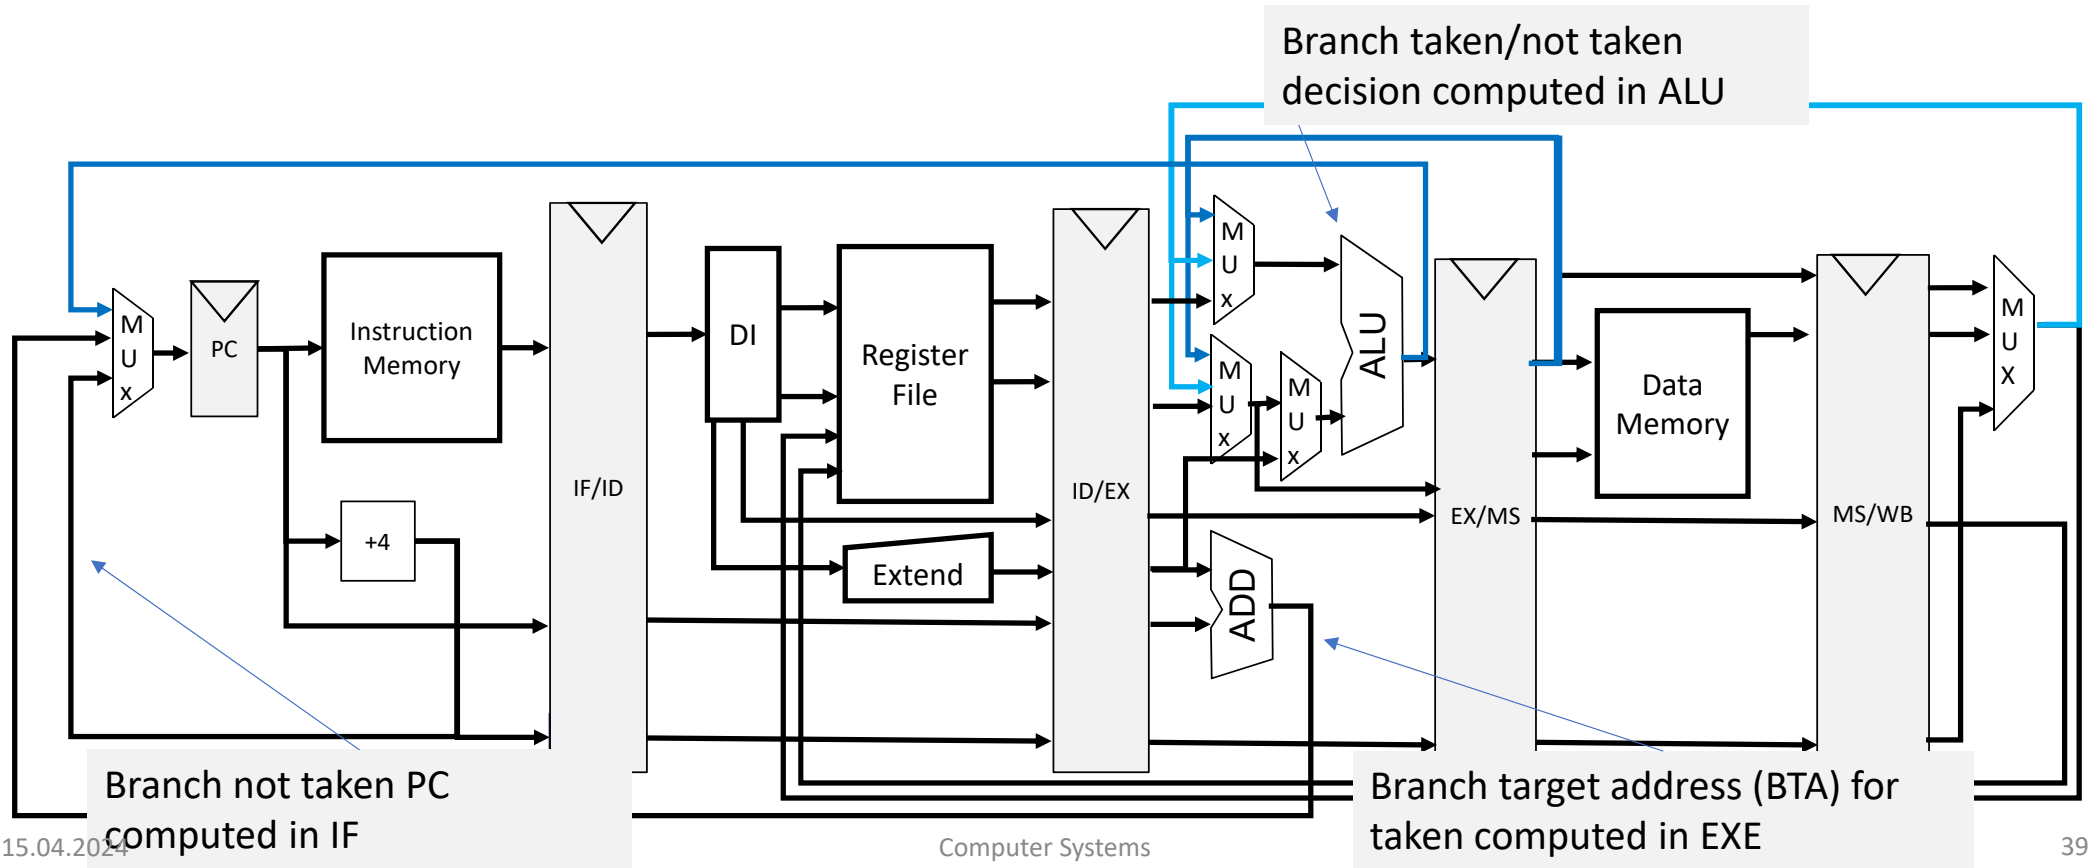 Branch taken/not taken
decision computed in ALU
M
U
x
PC
Instruction
Memory
+4
IF/ID
DI
Register
File
Extend
ID/EX
M
U
x
M
U
x
M
U
x
ALU
ADD
EX/MS
Data
Memory
MS/WB
M
U
X
Branch not taken PC
computed in IF
Branch target address (BTA) for
taken computed in EXE
15.04.2024
Computer Systems
39